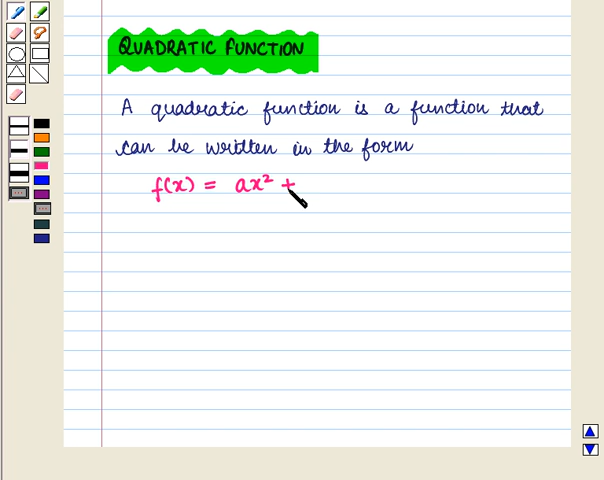 QUADRATIC FUNCTION
A quadratic function is a function that
can be written in the form
f(x) = ax² +